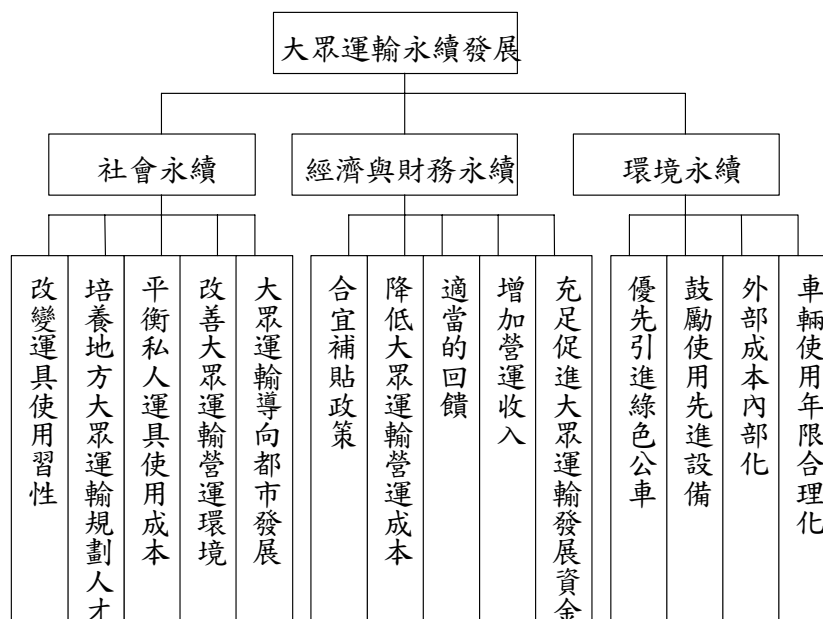 大眾運輸永續發展
社會永續
經濟與財務永續
環境永續
改變運具使用習性
培養地方大眾運輸規劃人才
平衡私人運具使用成本
改善大眾運輸營運環境
大眾運輸導向都市發展
合宜補貼政策
降低大眾運輸營運成本
適當的回饋
增加營運收入
充足促進大眾運輸發展資金
優先引進綠色公車
鼓勵使用先進設備
外部成本內部化
車輛使用年限合理化